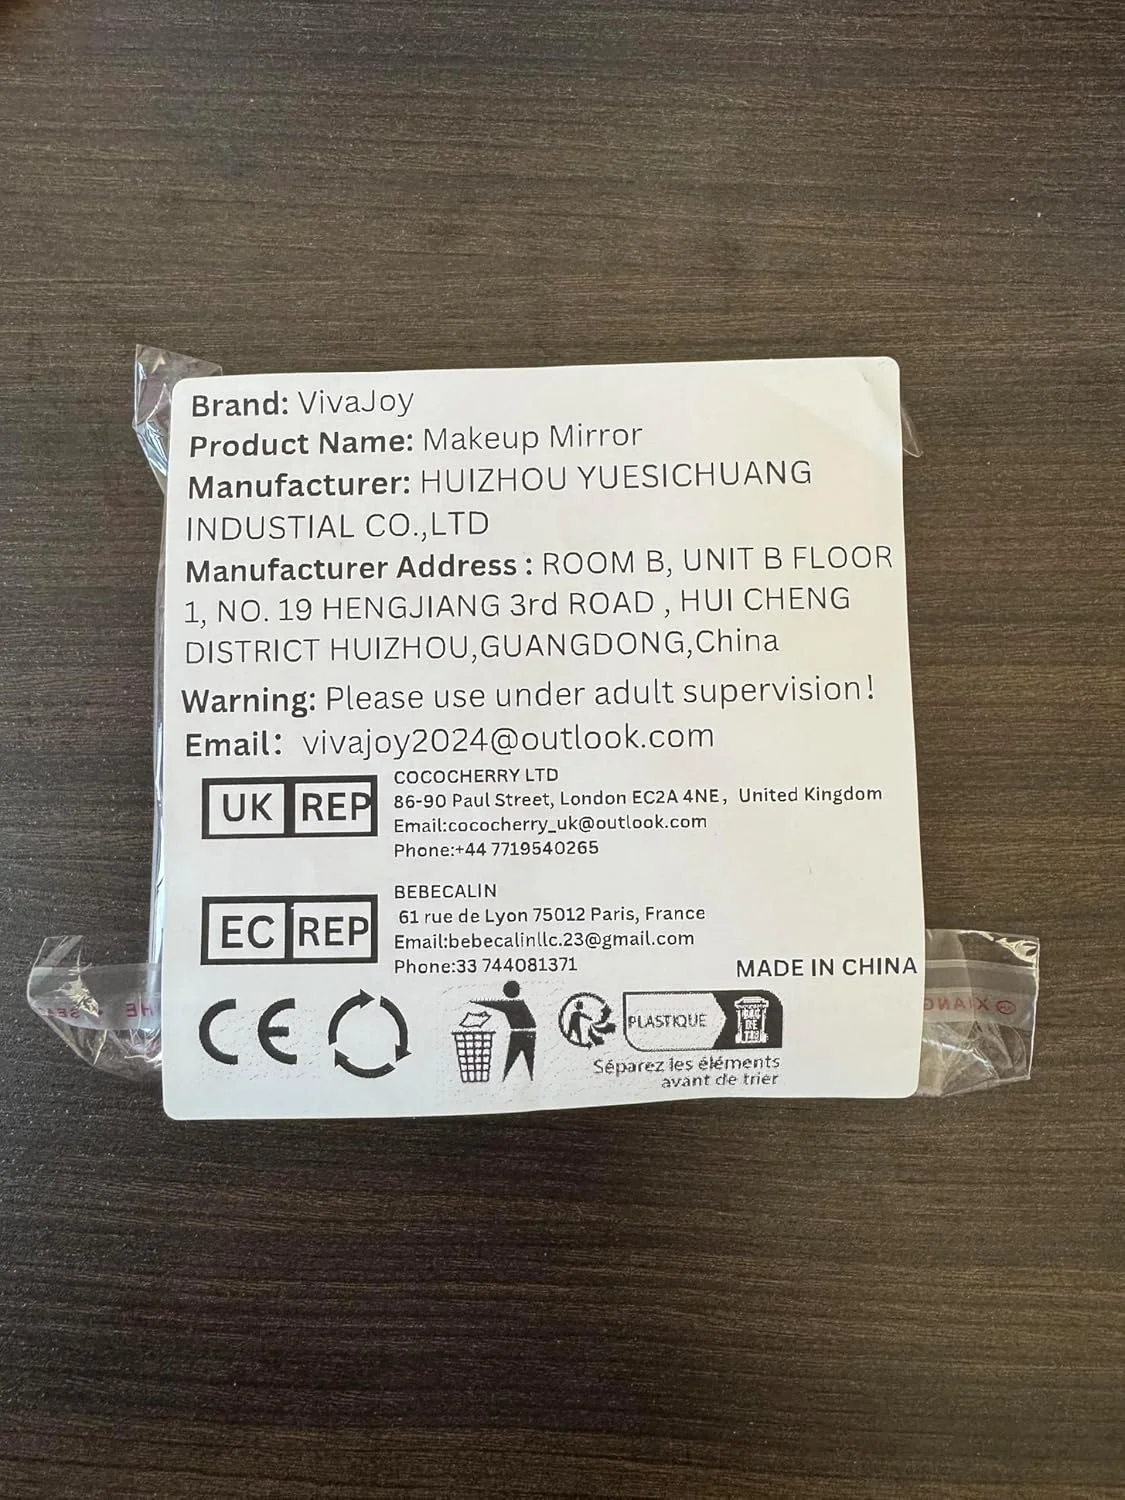 Brand: VivaJoy
Product Name: Makeup Mirror
Manufacturer: HUIZHOU YUESICHUANG
INDUSTIAL CO.,LTD
Manufacturer Address : ROOM B, UNIT B FLOOR
1, NO. 19 HENGJIANG 3rd ROAD , HUI CHENG
DISTRICT HUIZHOU,GUANGDONG,China
Warning: Please use under adult supervision!
Email: vivajoy2024@outlook.com
UK REP
COCOCHERRY LTD
86-90 Paul Street, London EC2A 4NE, United Kingdom
Email:cococherry_uk@outlook.com
Phone:+44 7719540265
EC REP
BEBECALIN
61 rue de Lyon 75012 Paris, France
Email:bebecalinllc.23@gmail.com
Phone:33 744081371
MADE IN CHINA
CE
PLASTIQUE
BAC DE TRI
Séparez les éléments
avant de trier